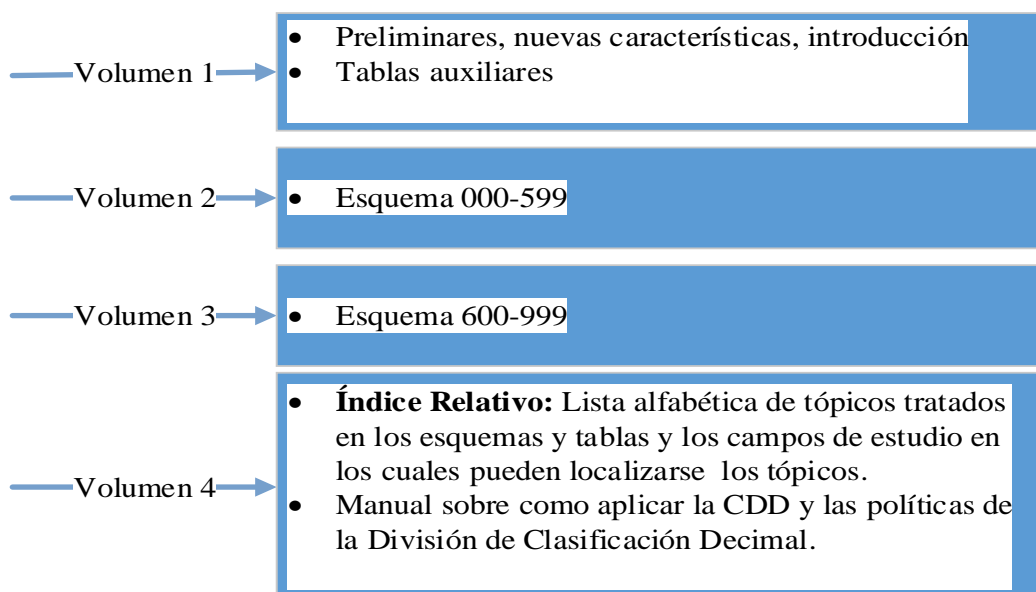 Volumen 1
• Preliminares, nuevas características, introducción
• Tablas auxiliares
Volumen 2
• Esquema 000-599
Volumen 3
• Esquema 600-999
Volumen 4
• Índice Relativo: Lista alfabética de tópicos tratados
en los esquemas y tablas y los campos de estudio en
los cuales pueden localizarse los tópicos.
• Manual sobre como aplicar la CDD y las políticas de
la División de Clasificación Decimal.